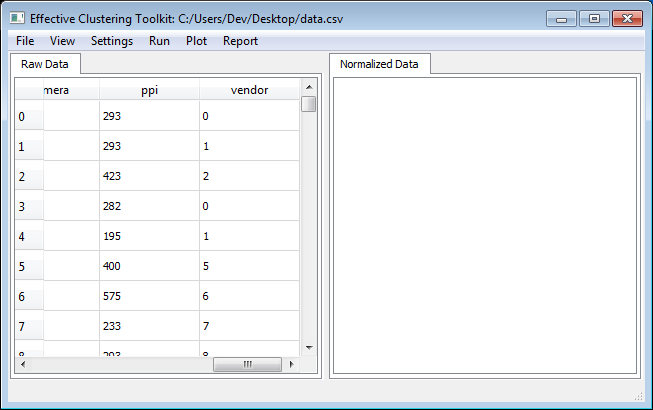 Effective Clustering Toolkit: C:/Users/Dev/Desktop/data.csv
File View Settings Run Plot Report
Raw Data Normalized Data
mera ppi vendor
0 293 0
1 293 1
2 423 2
3 282 0
4 195 1
5 400 5
6 575 6
7 233 7
8 293 8